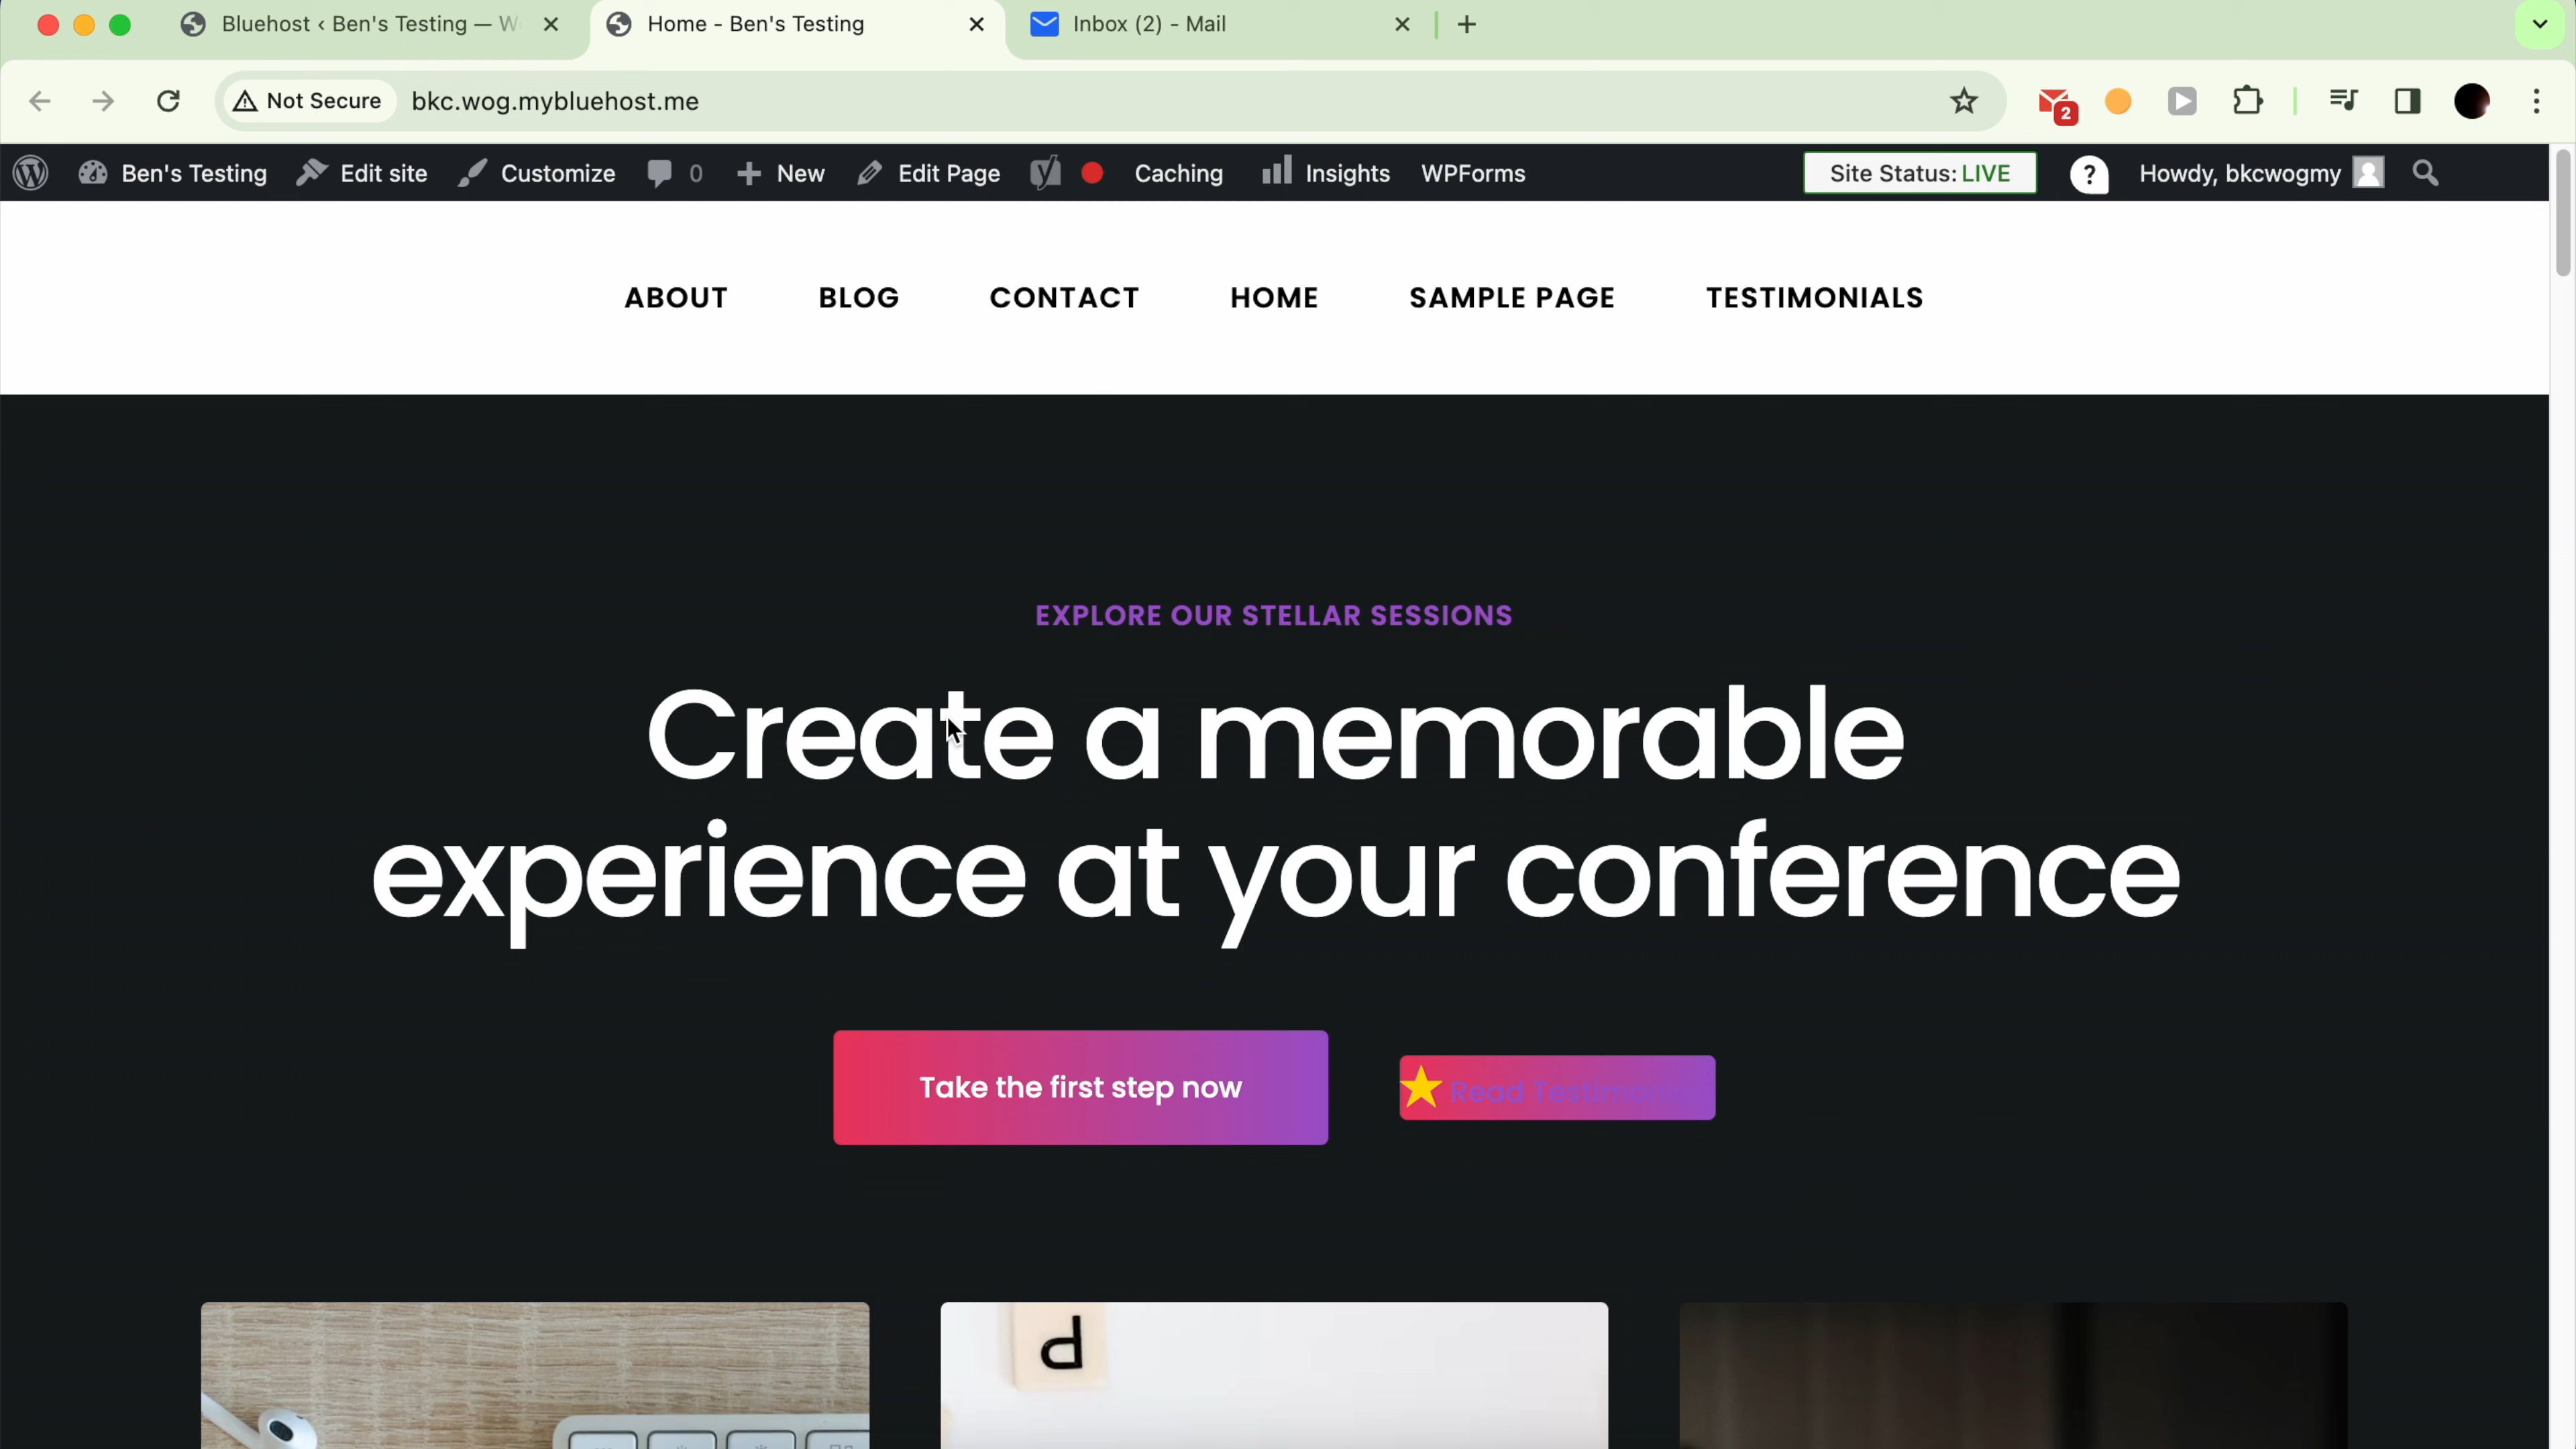 Bluehost ‹ Ben's Testing — W
Home - Ben's Testing
Inbox (2) - Mail
Not Secure
bkc.wog.mybluehost.me
2
Ben's Testing
Edit site
Customize
0
New
Edit Page
Caching
Insights
WPForms
Site Status: LIVE
?
Howdy, bkcwogmy
ABOUT
BLOG
CONTACT
HOME
SAMPLE PAGE
TESTIMONIALS
EXPLORE OUR STELLAR SESSIONS
Create a memorable
experience at your conference
Take the first step now
Read
d